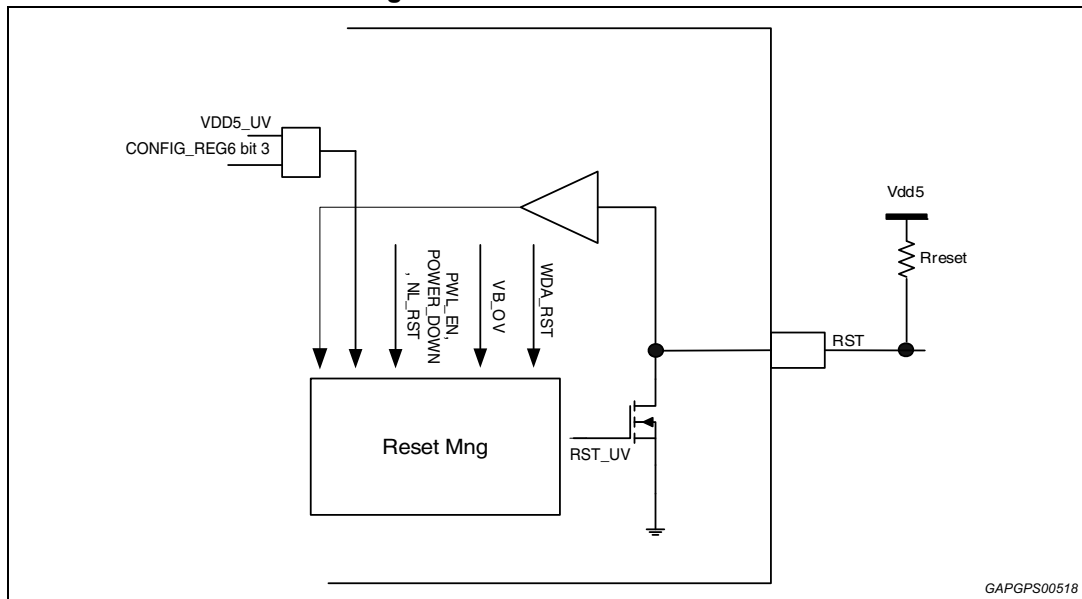 g
VDD5_UV
CONFIG_REG6 bit 3
Vdd5
Rreset
PWL_EN,
POWER_DOWN
, NL_RST
VB_OV
WDA_RST
RST
Reset Mng
RST_UV
GAPGPS00518